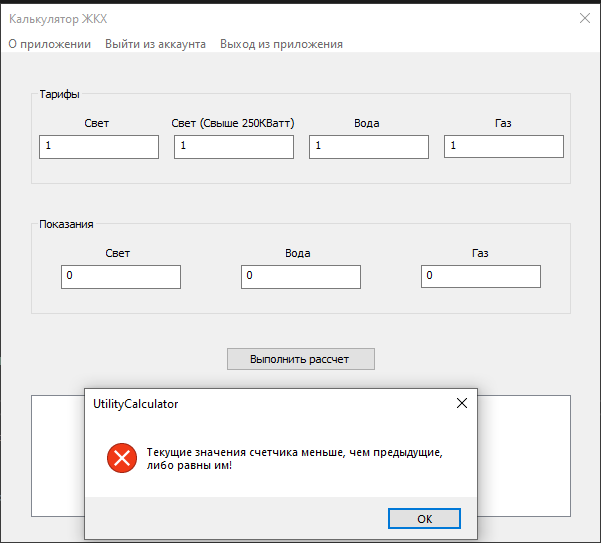 Калькулятор ЖКХ
О приложении Выйти из аккаунта Выход из приложения
Тарифы
Свет Свет (Свыше 250КВатт) Вода Газ
1 1 1 1
Показания
Свет Вода Газ
0 0 0
Выполнить рассчет
UtilityCalculator
Текущие значения счетчика меньше, чем предыдущие,
либо равны им!
OK